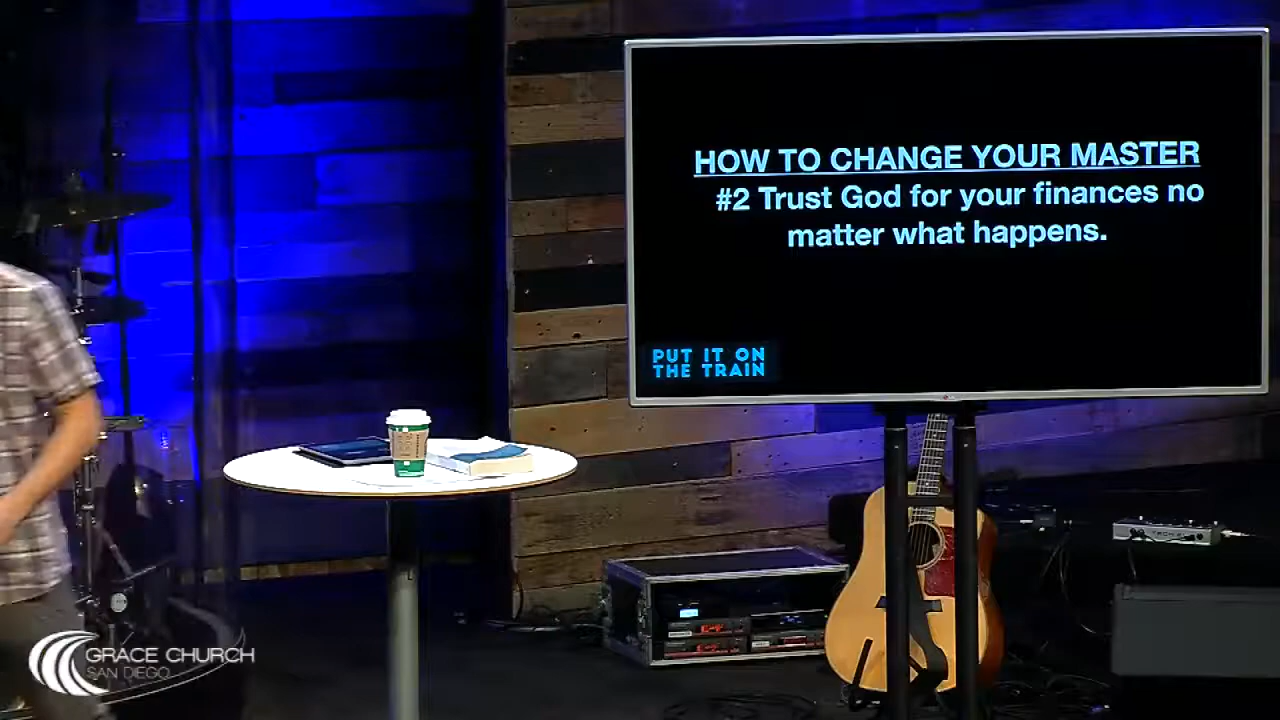 HOW TO CHANGE YOUR MASTER
#2 Trust God for your finances no
matter what happens.
PUT IT ON
THE TRAIN
GRACE CHURCH
SAN DIEGO